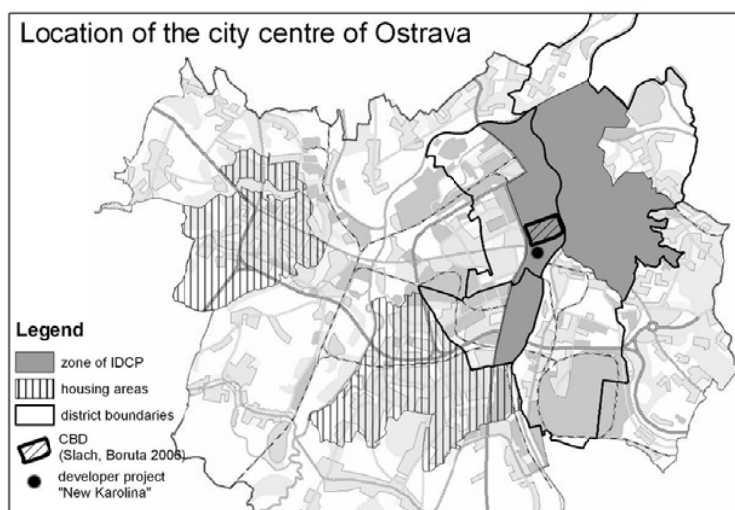 Location of the city centre of Ostrava
Legend
zone of IDCP
housing areas
district boundaries
CBD
(Slach, Boruta 2006)
developer project
"New Karolina"